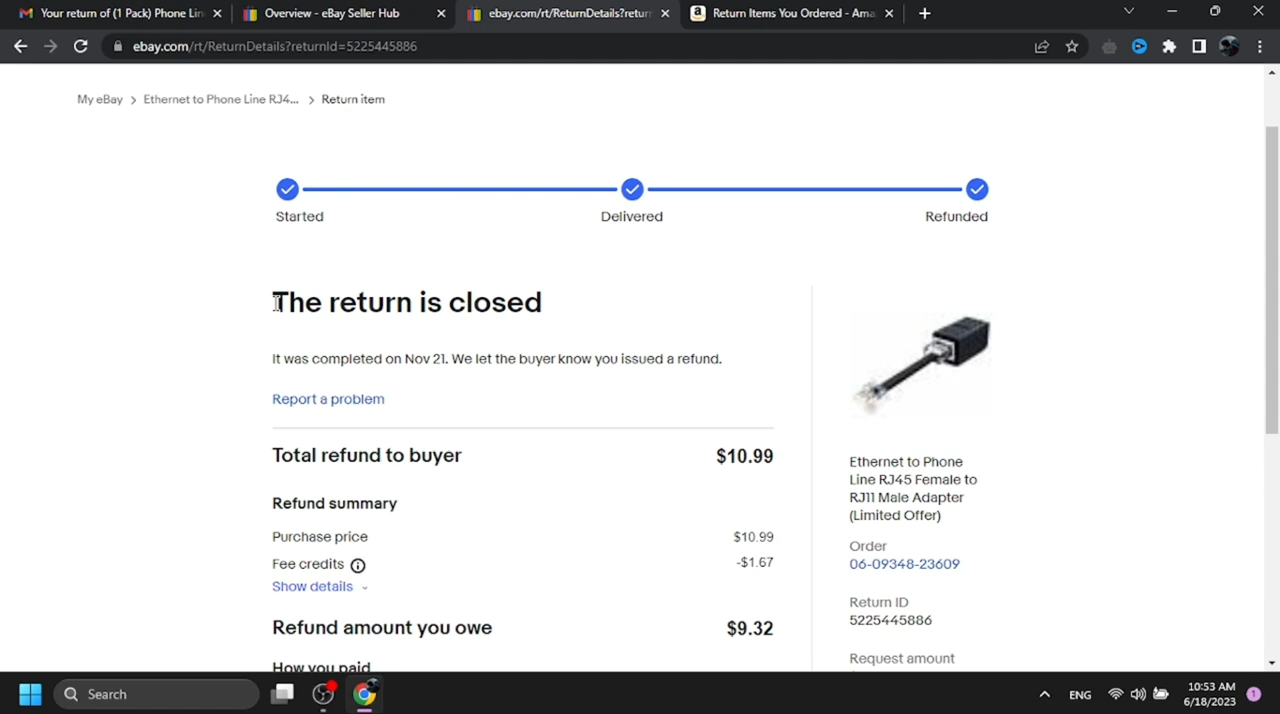 Your return of (1 Pack) Phone Lin
Overview - eBay Seller Hub
ebay.com/rt/ReturnDetails?return
Return Items You Ordered - Ama
ebay.com/rt/ReturnDetails?returnId=5225445886
My eBay > Ethernet to Phone Line RJ4... > Return item
Started
Delivered
Refunded
The return is closed
It was completed on Nov 21. We let the buyer know you issued a refund.
Report a problem
Total refund to buyer $10.99
Refund summary
Purchase price $10.99
Fee credits -$1.67
Show details
Refund amount you owe $9.32
How you paid
Ethernet to Phone
Line RJ45 Female to
RJ11 Male Adapter
(Limited Offer)
Order
06-09348-23609
Return ID
5225445886
Request amount
Search
ENG
10:53 AM
6/18/2023
1